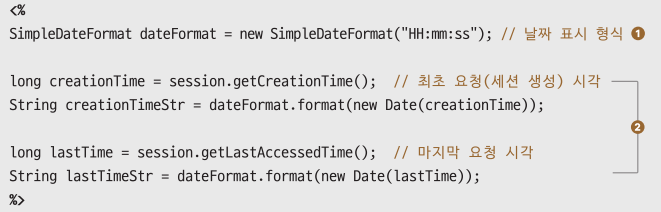 <%
SimpleDateFormat dateFormat = new SimpleDateFormat("HH:mm:ss"); // 날짜 표시 형식 ❶
long creationTime = session.getCreationTime(); // 최초 요청(세션 생성) 시각
String creationTimeStr = dateFormat.format(new Date(creationTime));
❷
long lastTime = session.getLastAccessedTime(); // 마지막 요청 시각
String lastTimeStr = dateFormat.format(new Date(lastTime));
%>